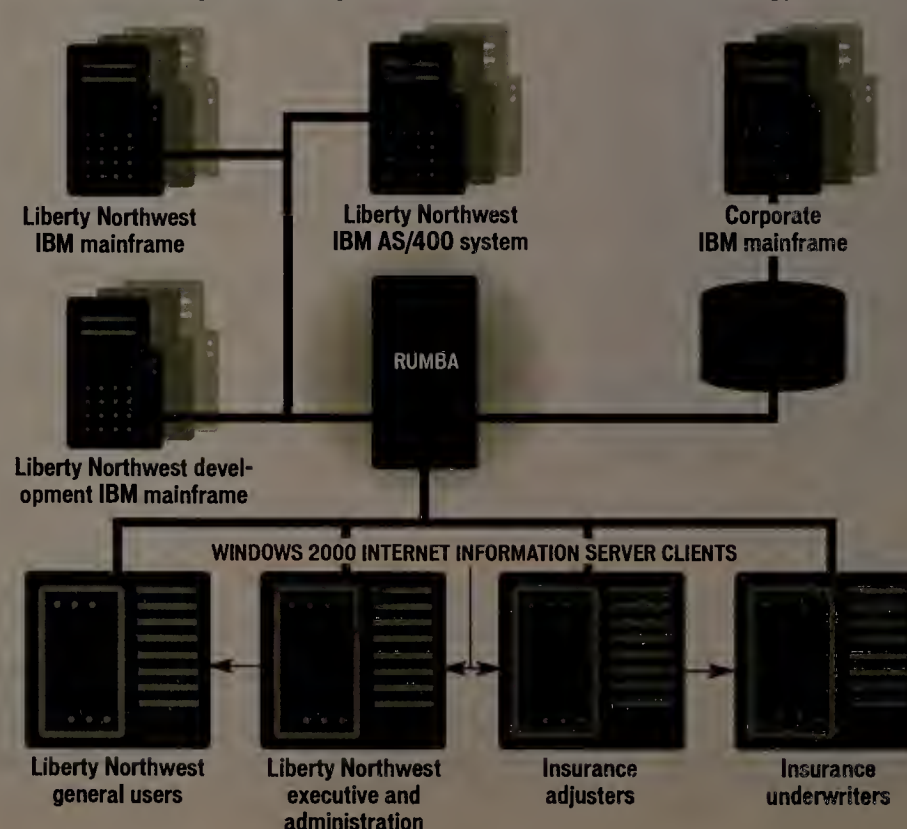 Liberty Northwest
IBM mainframe
Liberty Northwest
IBM AS/400 system
Corporate
IBM mainframe
RUMBA
Liberty Northwest devel-
opment IBM mainframe
WINDOWS 2000 INTERNET INFORMATION SERVER CLIENTS
Liberty Northwest
general users
Liberty Northwest
executive and
administration
Insurance
adjusters
Insurance
underwriters